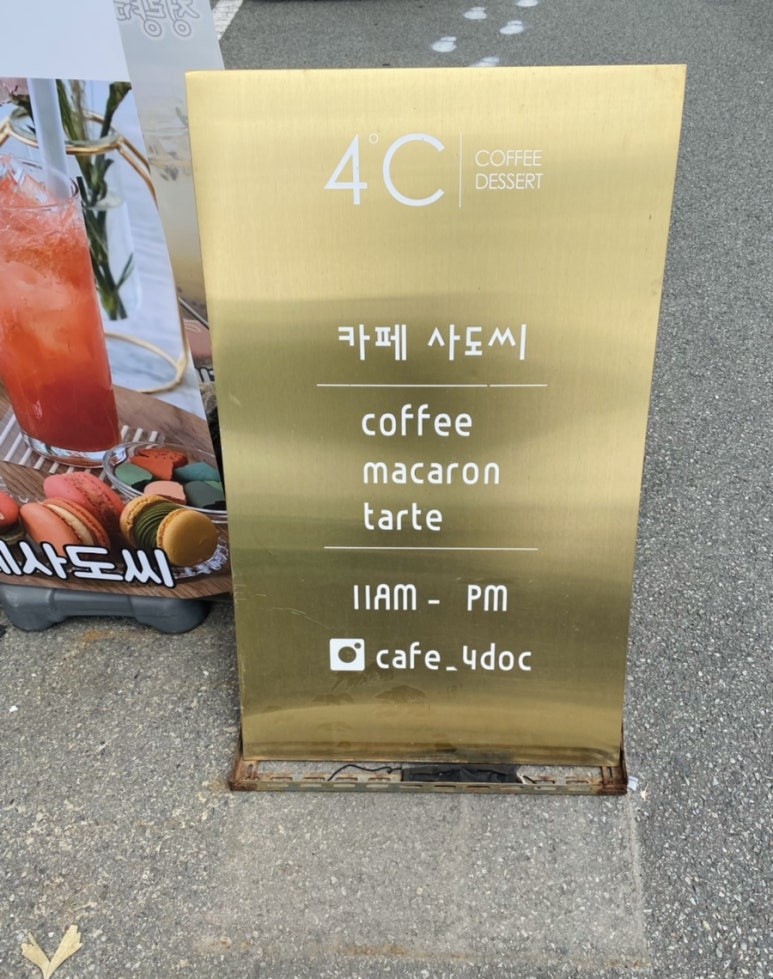 4°C
COFFEE
DESSERT
카페 사도씨
coffee
macaron
tarte
11AM - PM
cafe_4doc
사도씨